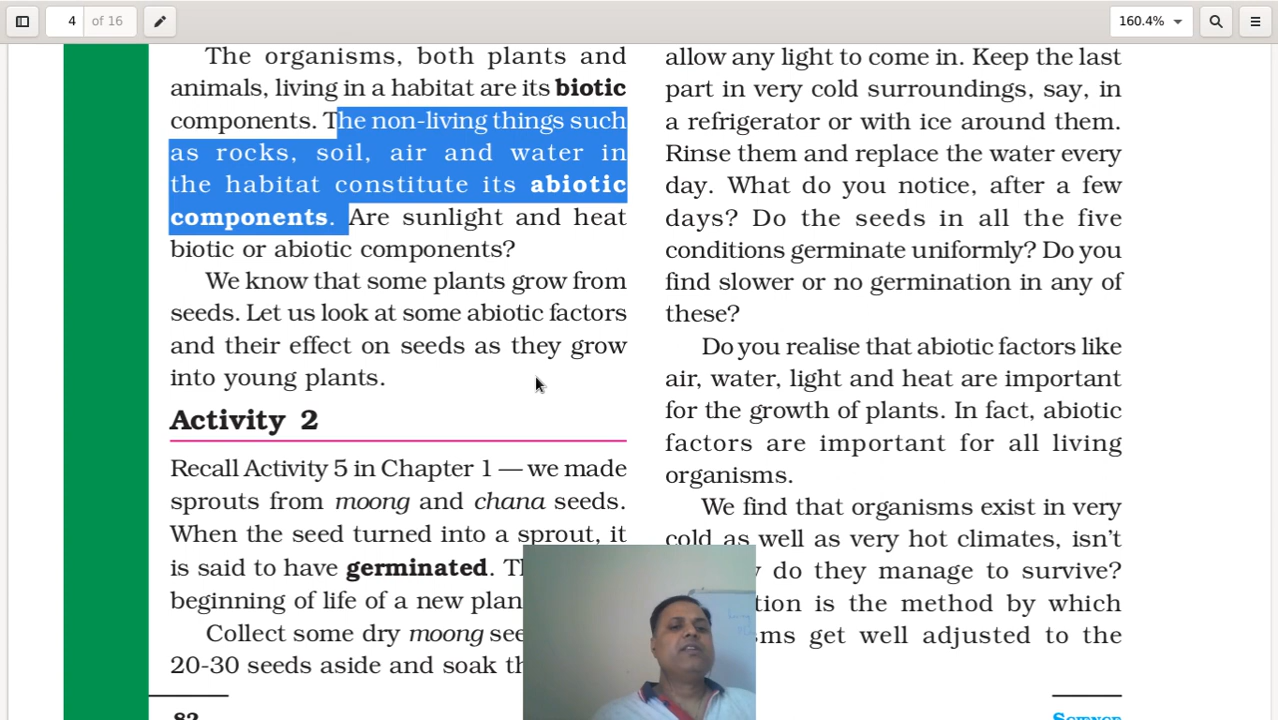 4 of 16
160.4%
The organisms, both plants and
animals, living in a habitat are its biotic
components. The non-living things such
as rocks, soil, air and water in
the habitat constitute its abiotic
components. Are sunlight and heat
biotic or abiotic components?
We know that some plants grow from
seeds. Let us look at some abiotic factors
and their effect on seeds as they grow
into young plants.
Activity 2
Recall Activity 5 in Chapter 1 — we made
sprouts from moong and chana seeds.
When the seed turned into a sprout, it
is said to have germinated.
beginning of life of a new
Collect some dry moong
20-30 seeds aside and soak
82
allow any light to come in. Keep the last
part in very cold surroundings, say, in
a refrigerator or with ice around them.
Rinse them and replace the water every
day. What do you notice, after a few
days? Do the seeds in all the five
conditions germinate uniformly? Do you
find slower or no germination in any of
these?
Do you realise that abiotic factors like
air, water, light and heat are important
for the growth of plants. In fact, abiotic
factors are important for all living
organisms.
We find that organisms exist in very
cold as well as very hot climates, isn't
do they manage to survive?
is the method by which
get well adjusted to the
SCIENCE